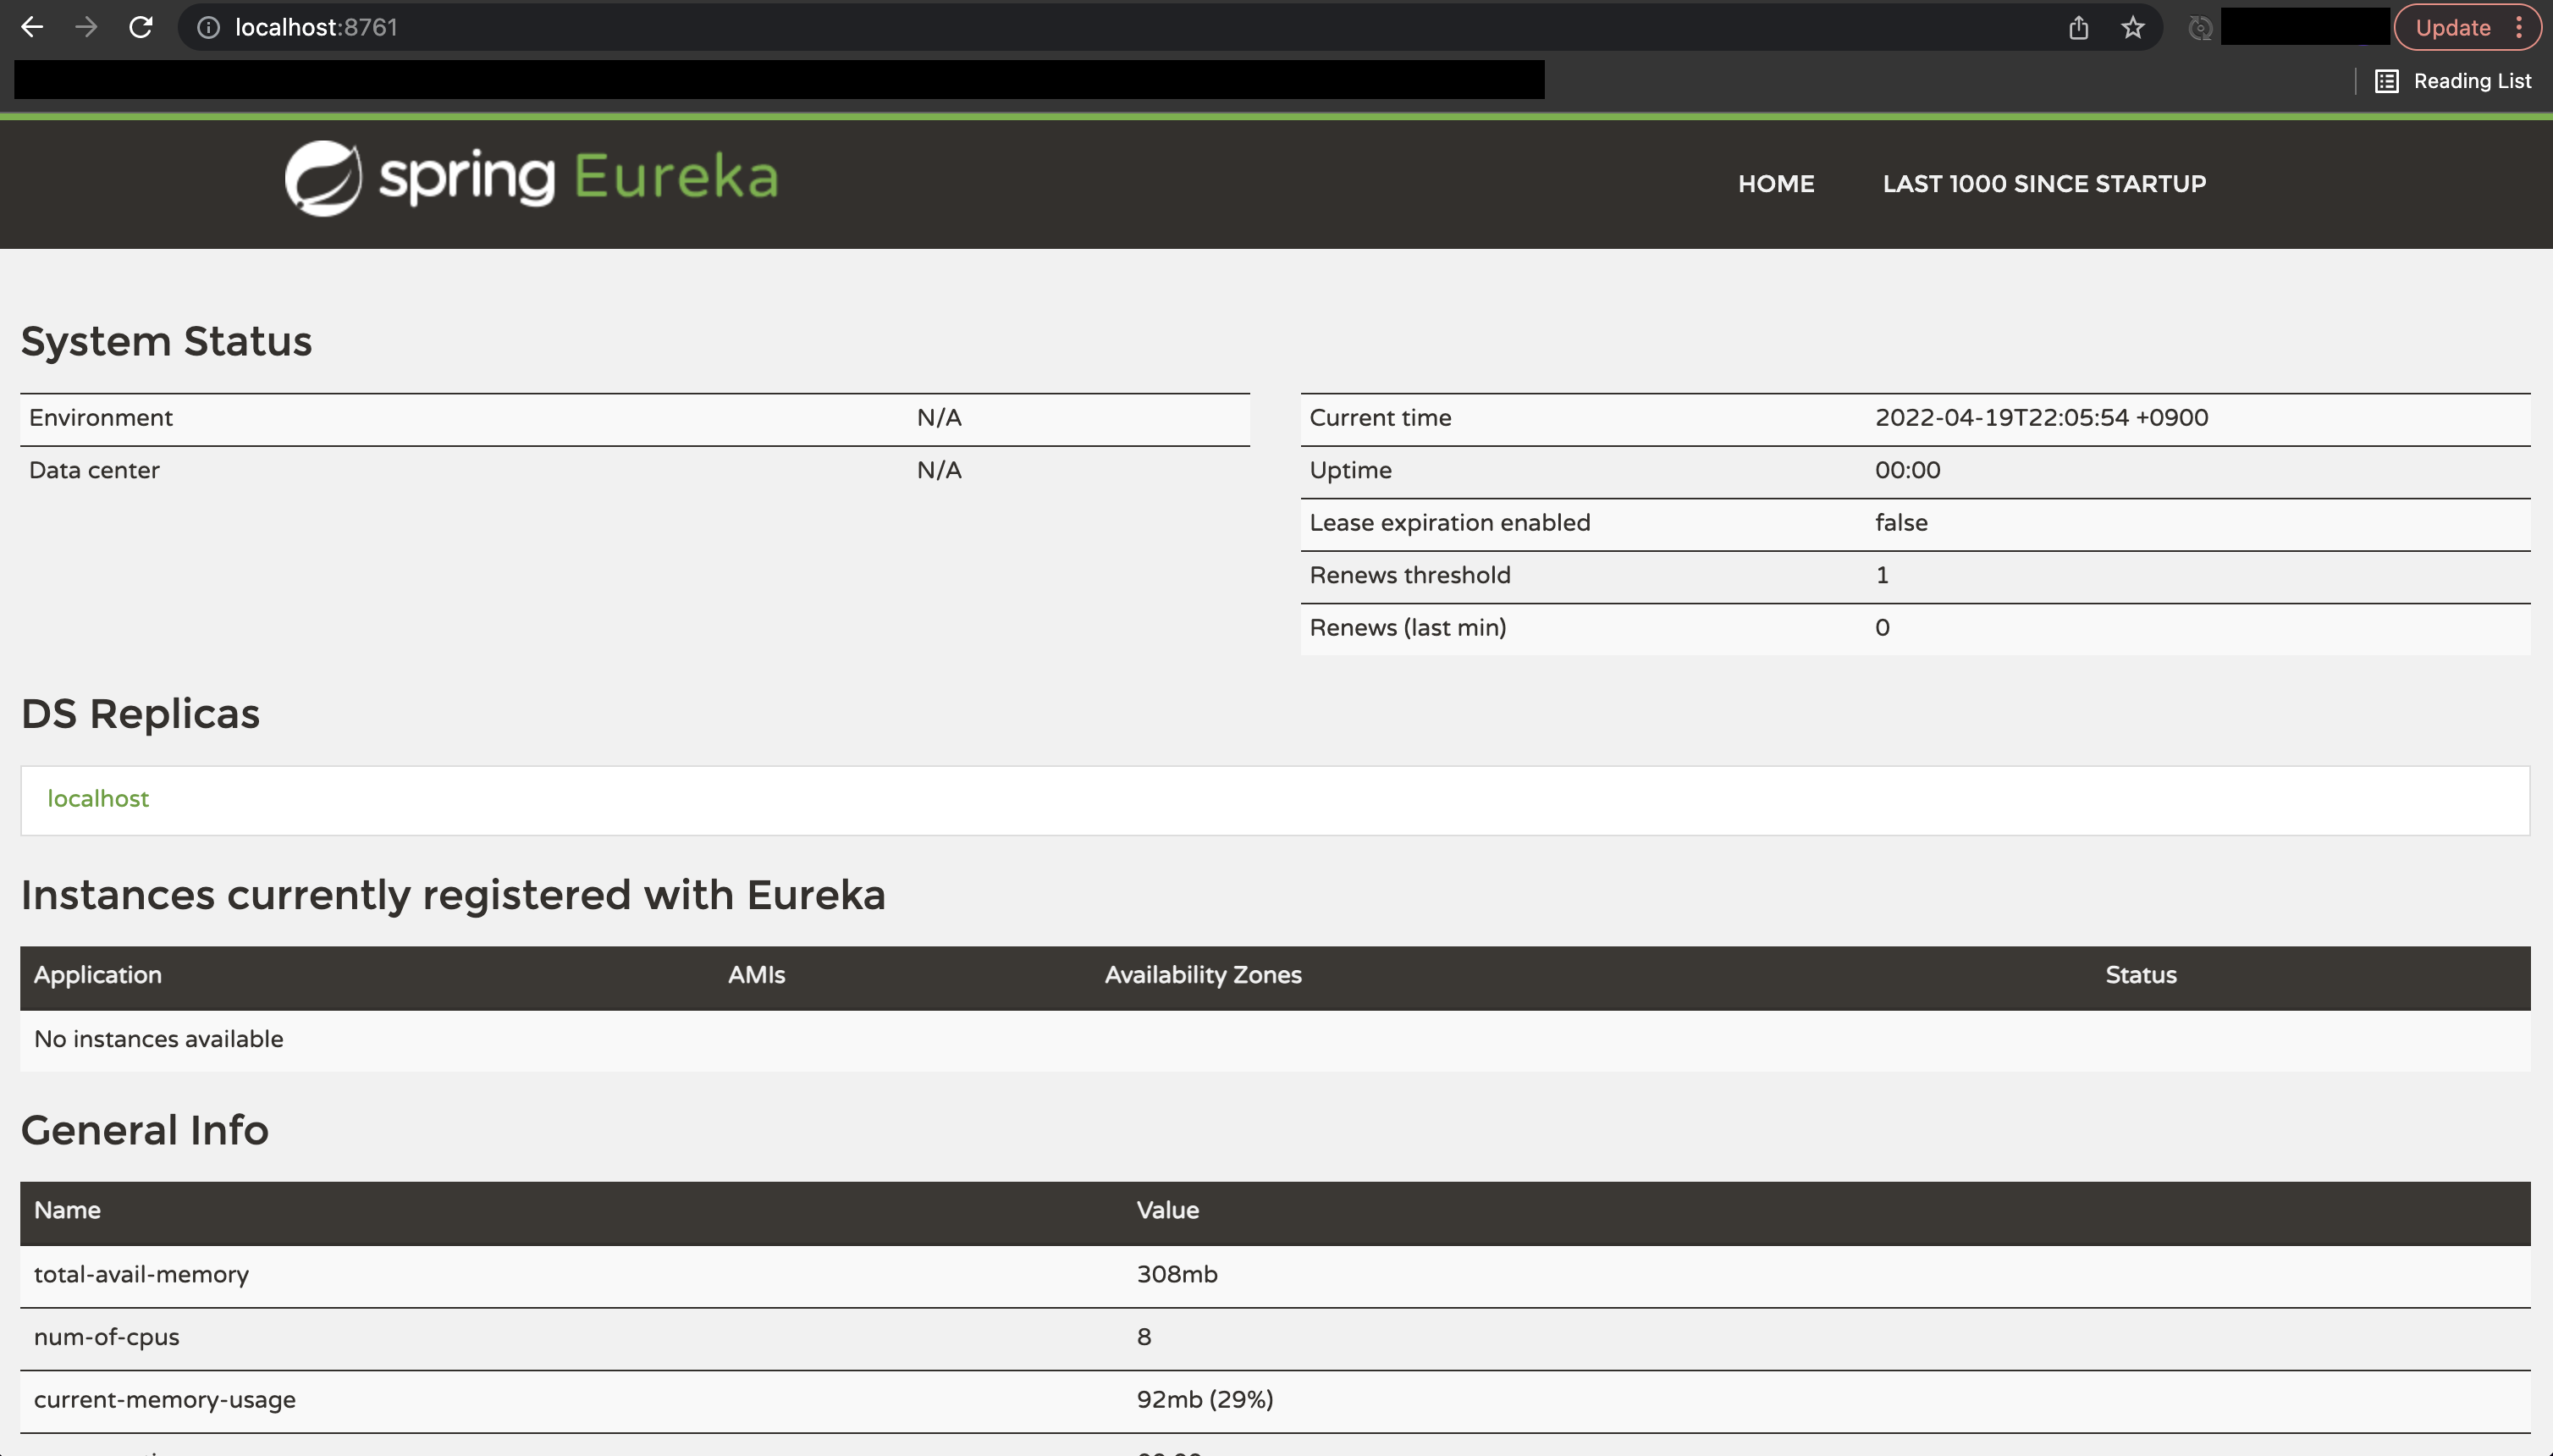 localhost:8761
Update
Reading List
spring Eureka
HOME LAST 1000 SINCE STARTUP
System Status
Environment N/A
Data center N/A
Current time 2022-04-19T22:05:54 +0900
Uptime 00:00
Lease expiration enabled false
Renews threshold 1
Renews (last min) 0
DS Replicas
localhost
Instances currently registered with Eureka
Application AMIs Availability Zones Status
No instances available
General Info
Name Value
total-avail-memory 308mb
num-of-cpus 8
current-memory-usage 92mb (29%)